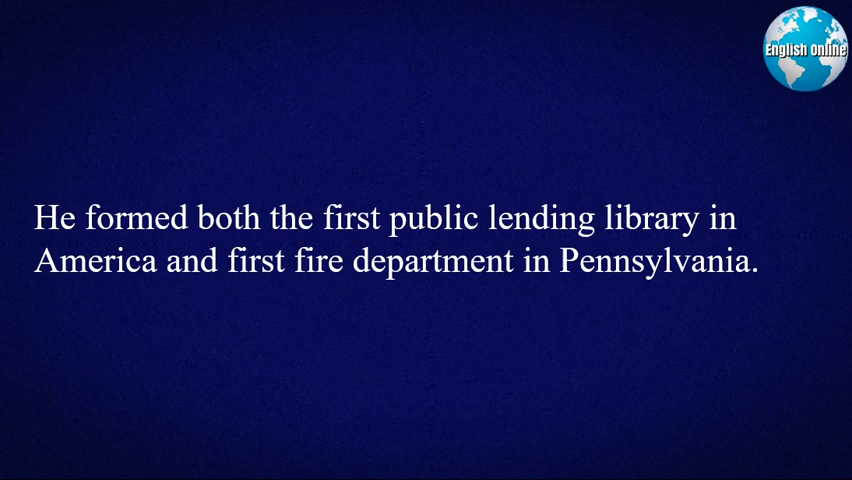 English Online
He formed both the first public lending library in
America and first fire department in Pennsylvania.